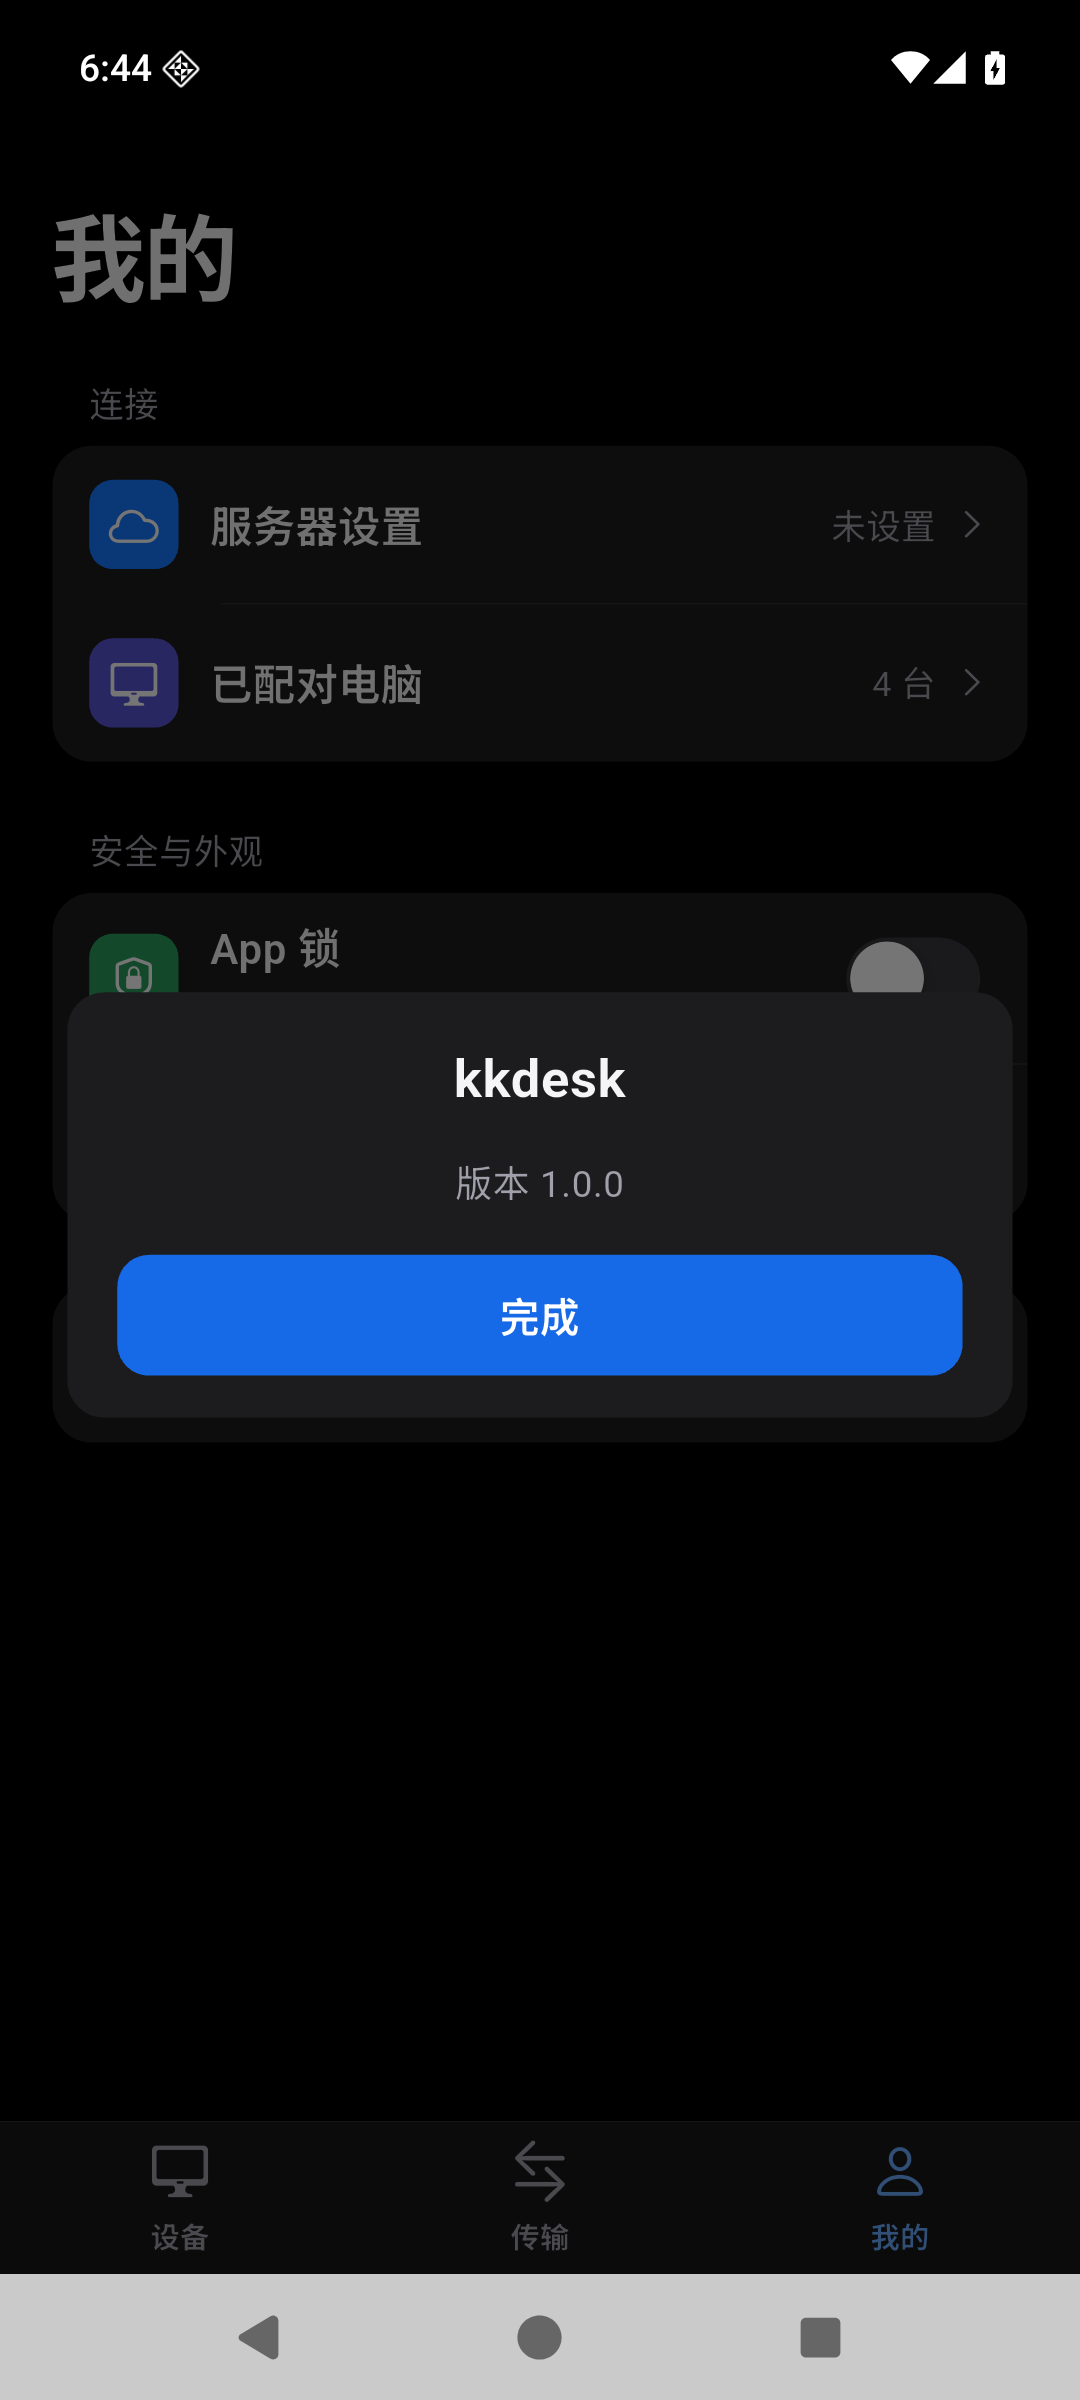 6:44
我的
连接
服务器设置
未设置
已配对电脑
4 台
安全与外观
App 锁
kkdesk
版本 1.0.0
完成
设备
传输
我的